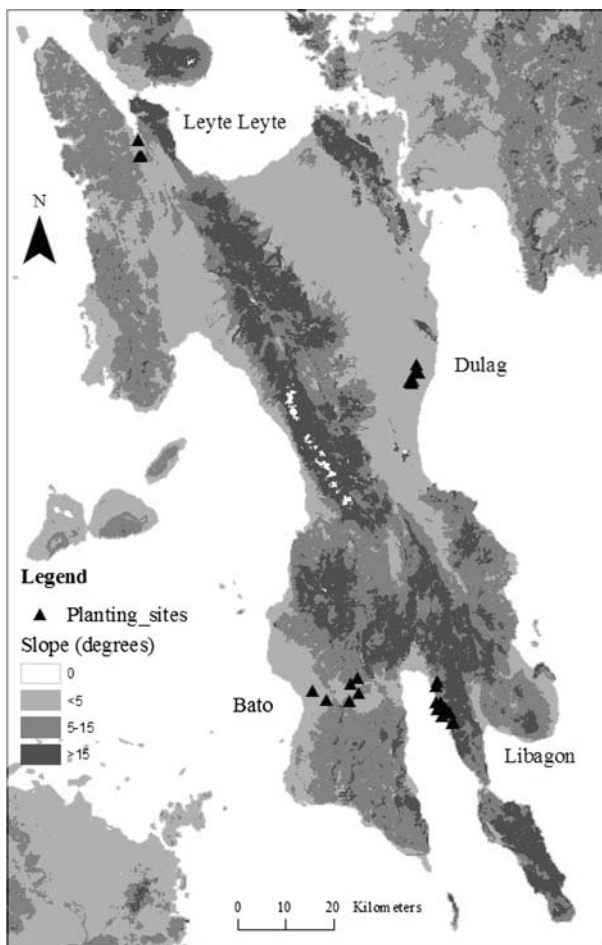 Leyte Leyte
N
Dulag
Legend
Planting_sites
Slope (degrees)
0
<5
5-15
≥15
Bato
Libagon
0 10 20 Kilometers